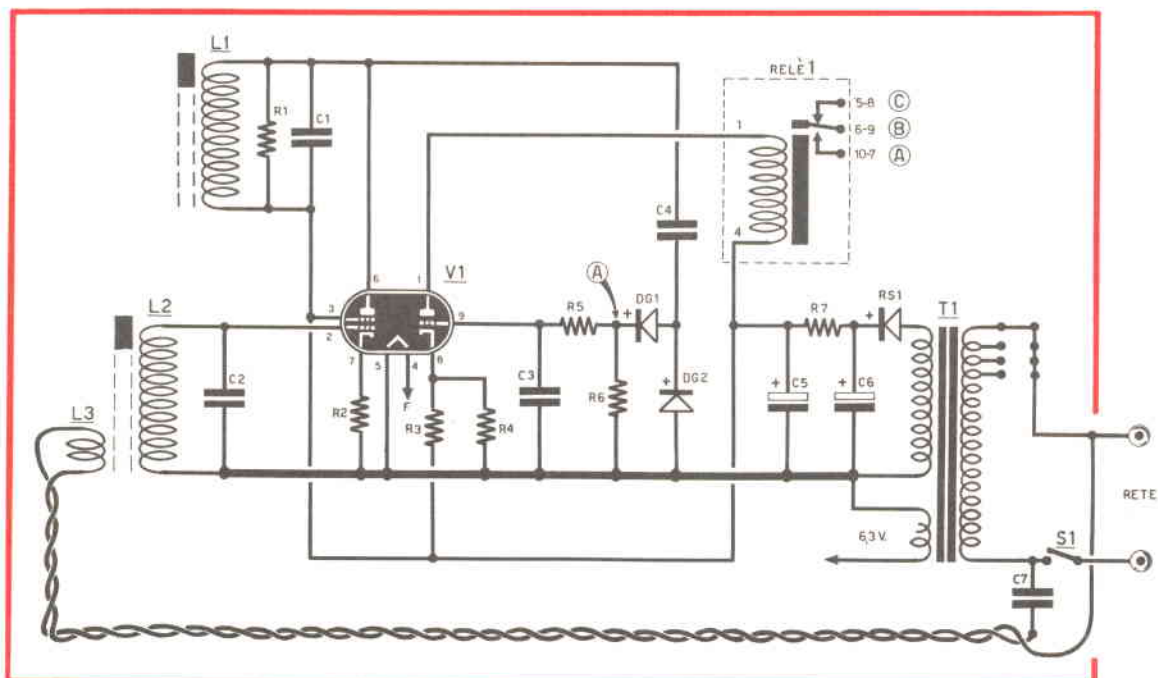 L1
R1
C1
RELÈ 1
1
5-8 C
6-9 B
10-7 A
4
C4
V1
6
1
3
2
9
7
5
4
8
A
R5
DG1
+
R7
RS1
+
T1
L2
C2
L3
R2
F
R3
R4
C3
R6
+
DG2
+
C5
+
C6
RETE
6,3 V.
S1
C7